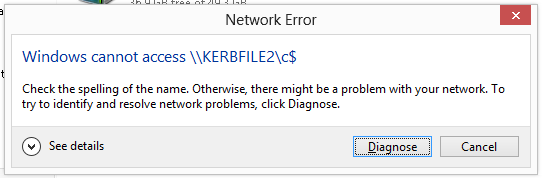 Network Error
Windows cannot access \\KERBFILE2\c$
Check the spelling of the name. Otherwise, there might be a problem with your network. To
try to identify and resolve network problems, click Diagnose.
See details
Diagnose
Cancel